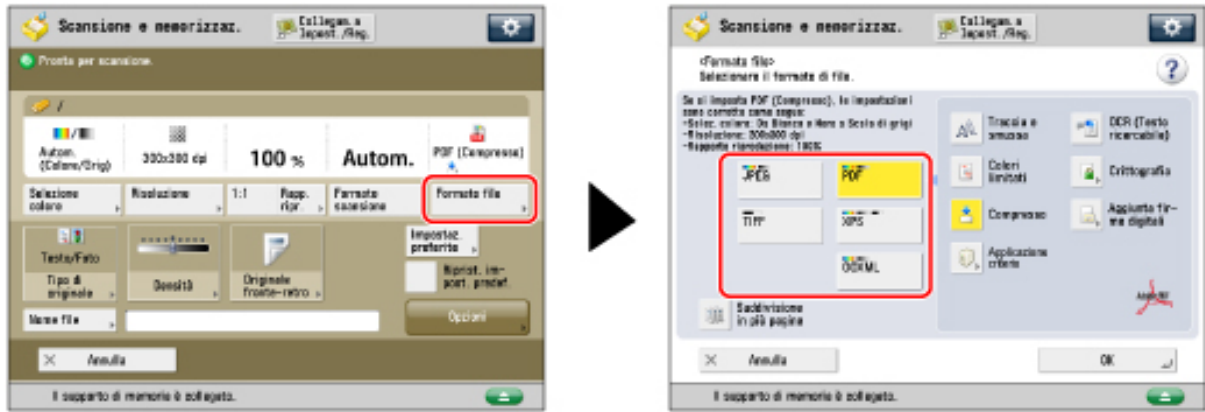 Scansione e memorizzaz.
Collegam. a
Impost./Reg.
Pronta per scansione.
/
Autom.
(Colore/Grig)
300x300 dpi
100 %
Autom.
PDF (Compresso)
Selezione
colore
Risoluzione
1:1
Rapp.
ripr.
Formato
scansione
Formato file
Testo/Foto
Tipo di
originale
Densità
Originale
fronte-retro
Impostaz.
preferite
Riprist. im-
post. predef.
Nome file
Opzioni
Annulla
Il supporto di memoria è collegato.
Scansione e memorizzaz.
Collegam. a
Impost./Reg.
<Formato file>
Selezionare il formato di file.
Se si imposta PDF (Compresso), le impostazioni
sono corrette come segue:
-Selez. colore: Da Bianco e Nero a Scala di grigi
-Risoluzione: 300x300 dpi
-Rapporto riproduzione: 100%
JPEG
PDF
TIFF
XPS
OOXML
Suddivisione
in più pagine
Traccia e
smusso
OCR (Testo
ricercabile)
Colori
limitati
Crittografia
Compresso
Aggiunta fir-
me digitali
Applicazione
criterio
Annulla
OK
Il supporto di memoria è collegato.